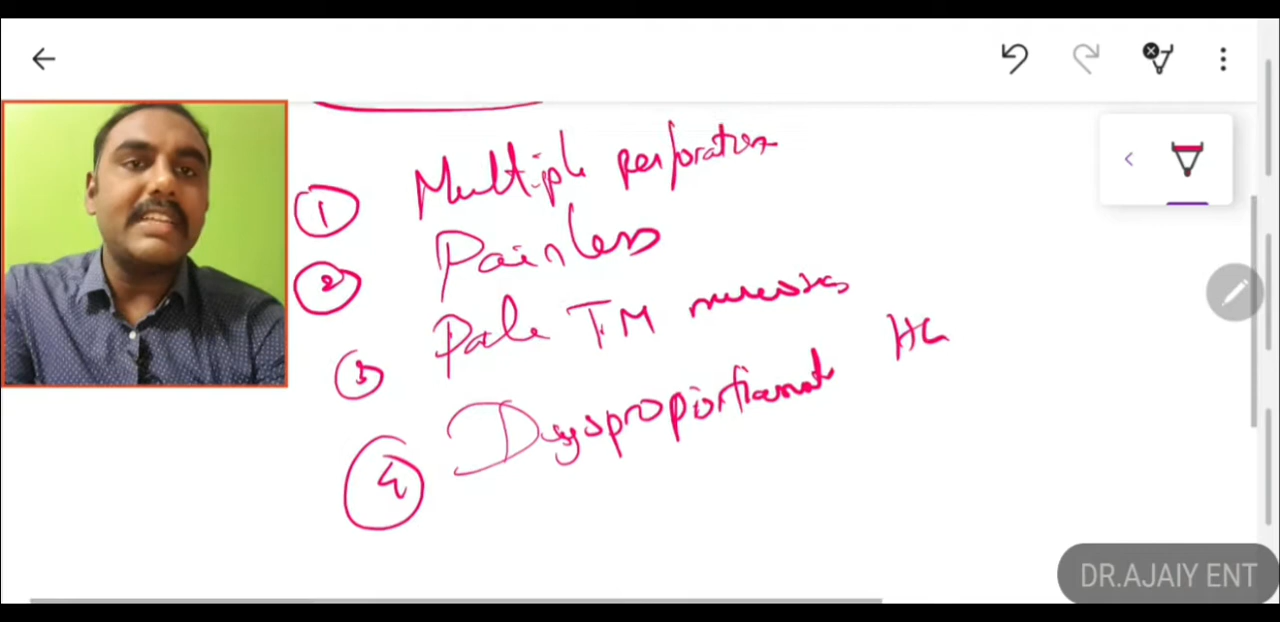 ① Multiple perforation
② Painless
③ Pale TM
④ Dysproportionate HL
DR.AJAIY ENT